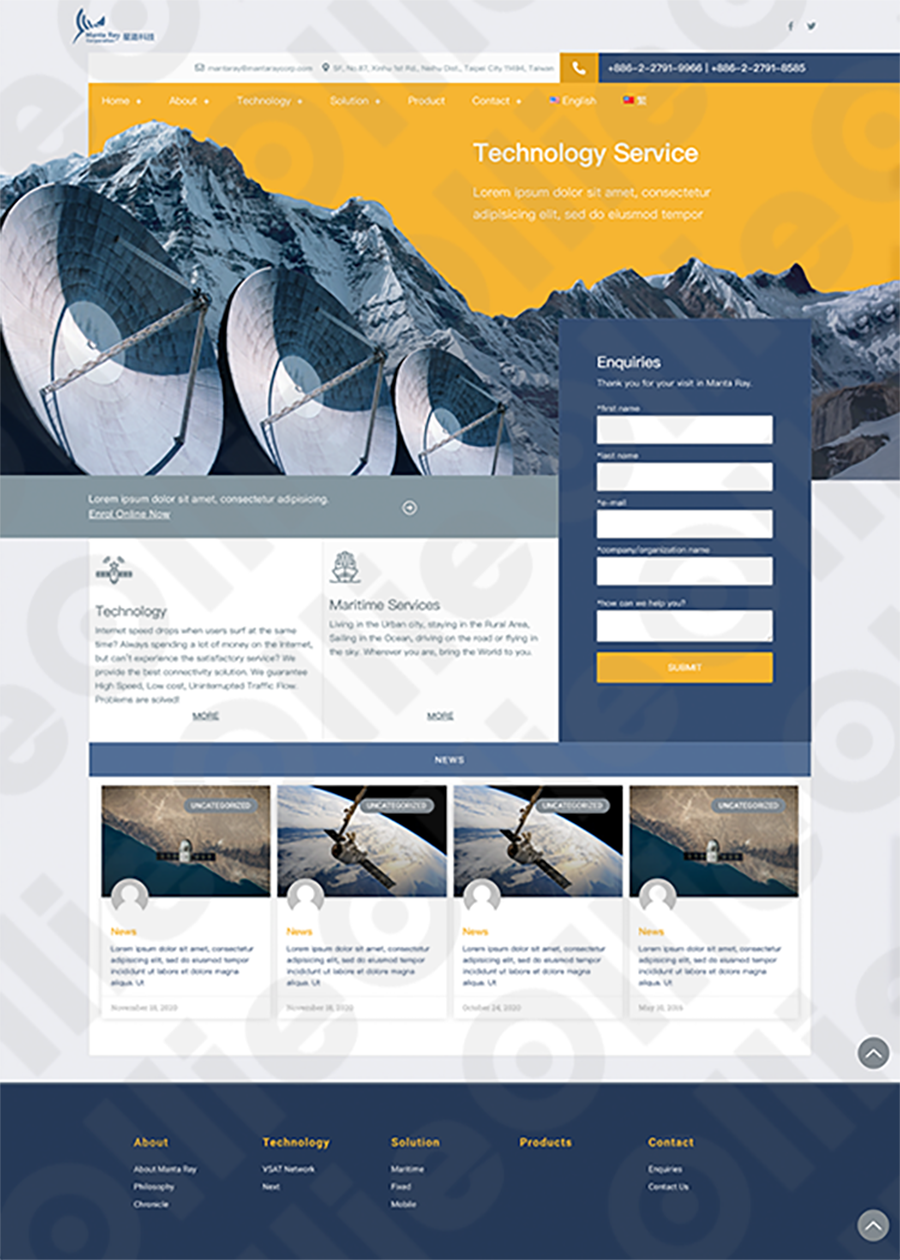 Manta Ray
Corporation
星道科技
mantaray@mantaraycorp.com
8F., No.87, Xinhu 1st Rd., Neihu Dist., Taipei City 11494, Taiwan
+886-2-2791-9966 | +886-2-2791-8585
Home
About
Technology
Solution
Product
Contact
English
繁
Technology Service
Lorem ipsum dolor sit amet, consectetur
adipisicing elit, sed do eiusmod tempor
Enquiries
Thank you for your visit in Manta Ray.
*first name
*last name
*e-mail
*company/organization name
*how can we help you?
SUBMIT
Lorem ipsum dolor sit amet, consectetur adipisicing.
Enrol Online Now
Technology
Internet speed drops when users surf at the same
time? Always spending a lot of money on the Internet,
but can't experience the satisfactory service? We
provide the best connectivity solution. We guarantee
High Speed, Low cost, Uninterrupted Traffic Flow.
Problems are solved!
MORE
Maritime Services
Living in the Urban city, staying in the Rural Area,
Sailing in the Ocean, driving on the road or flying in
the sky. Wherever you are, bring the World to you.
MORE
NEWS
UNCATEGORIZED
News
Lorem ipsum dolor sit amet, consectetur
adipisicing elit, sed do eiusmod tempor
incididunt ut labore et dolore magna
aliqua. Ut
November 18, 2020
UNCATEGORIZED
News
Lorem ipsum dolor sit amet, consectetur
adipisicing elit, sed do eiusmod tempor
incididunt ut labore et dolore magna
aliqua. Ut
November 18, 2020
UNCATEGORIZED
News
Lorem ipsum dolor sit amet, consectetur
adipisicing elit, sed do eiusmod tempor
incididunt ut labore et dolore magna
aliqua. Ut
October 24, 2020
UNCATEGORIZED
News
Lorem ipsum dolor sit amet, consectetur
adipisicing elit, sed do eiusmod tempor
incididunt ut labore et dolore magna
aliqua. Ut
May 10, 2016
About
About Manta Ray
Philosophy
Chronicle
Technology
VSAT Network
Next
Solution
Maritime
Fixed
Mobile
Products
Contact
Enquiries
Contact Us
Ollie